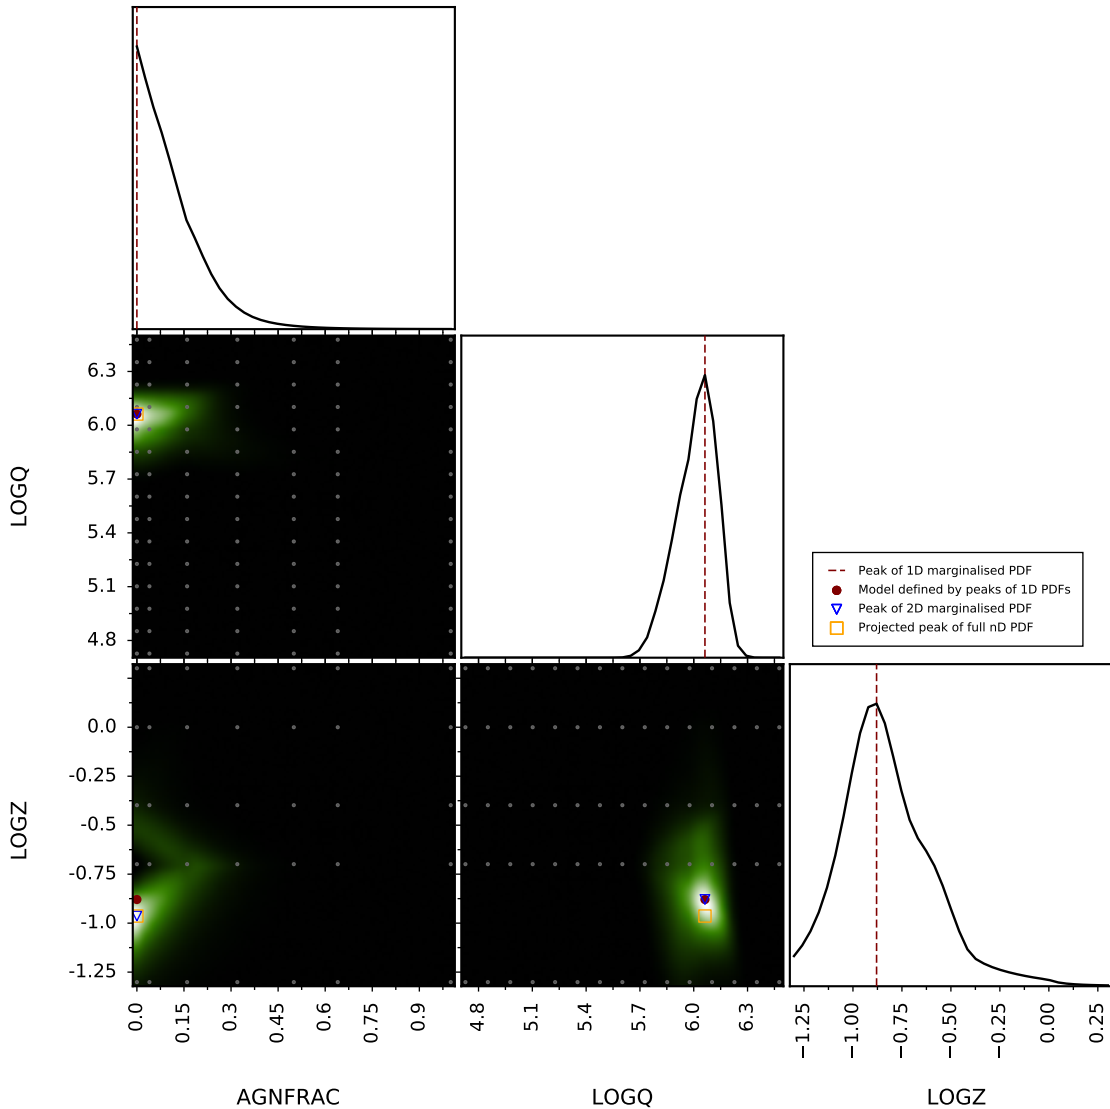 6.3
6.0
5.7
5.4
5.1
4.8
LOGQ
Peak of 1D marginalised PDF
Model defined by peaks of 1D PDFs
Peak of 2D marginalised PDF
Projected peak of full nD PDF
0.0
-0.25
-0.5
-0.75
-1.0
-1.25
LOGZ
0.0 0.15 0.3 0.45 0.6 0.75 0.9
4.8 5.1 5.4 5.7 6.0 6.3
−1.25 −1.00 −0.75 −0.50 −0.25 0.00 0.25
AGNFRAC LOGQ LOGZ